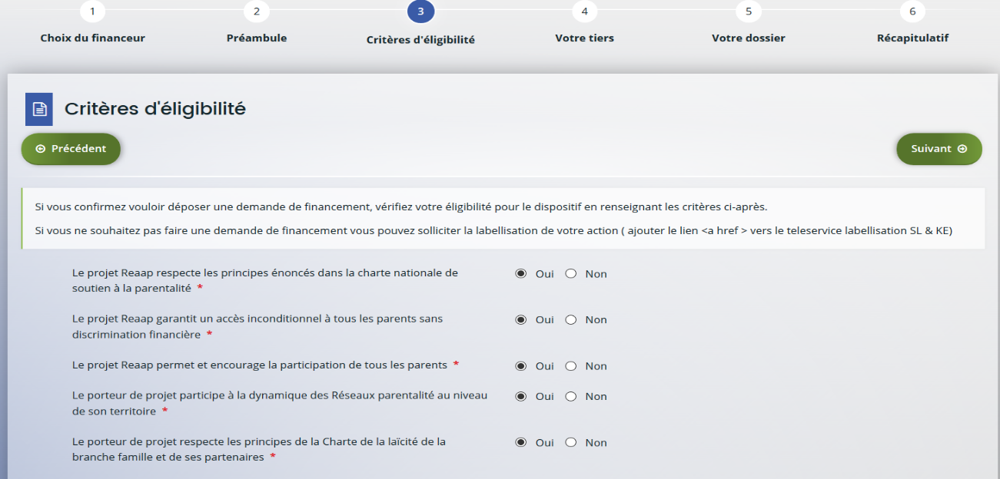 1 2 3 4 5 6
Choix du financeur Préambule Critères d'éligibilité Votre tiers Votre dossier Récapitulatif
Critères d'éligibilité
Précédent Suivant
Si vous confirmez vouloir déposer une demande de financement, vérifiez votre éligibilité pour le dispositif en renseignant les critères ci-après.
Si vous ne souhaitez pas faire une demande de financement vous pouvez solliciter la labellisation de votre action ( ajouter le lien <a href > vers le teleservice labellisation SL & KE)
Le projet Reaap respecte les principes énoncés dans la charte nationale de
soutien à la parentalité * Oui Non
Le projet Reaap garantit un accès inconditionnel à tous les parents sans
discrimination financière * Oui Non
Le projet Reaap permet et encourage la participation de tous les parents * Oui Non
Le porteur de projet participe à la dynamique des Réseaux parentalité au niveau
de son territoire * Oui Non
Le porteur de projet respecte les principes de la Charte de la laïcité de la
branche famille et de ses partenaires * Oui Non